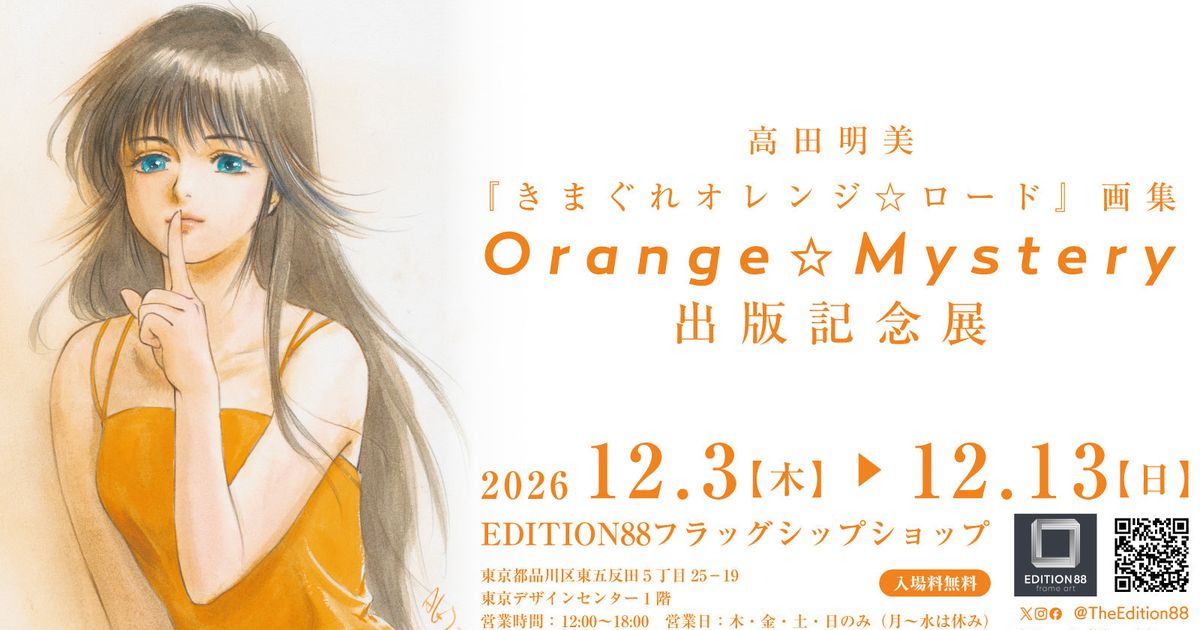 高田明美
『きまぐれオレンジ☆ロード』画集
Orange☆Mystery
出版記念展
2026 12.3【木】▶12.13【日】
EDITION88フラッグシップショップ
東京都品川区東五反田5丁目25−19
東京デザインセンター1階
入場料無料
営業時間：12:00〜18:00　営業日：木・金・土・日のみ（月〜水は休み）
EDITION88
frame art
@TheEdition88